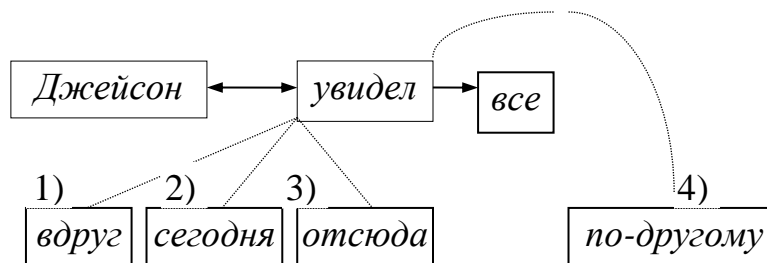 Джейсон увидел все
1) 2) 3) 4)
вдруг сегодня отсюда по-другому